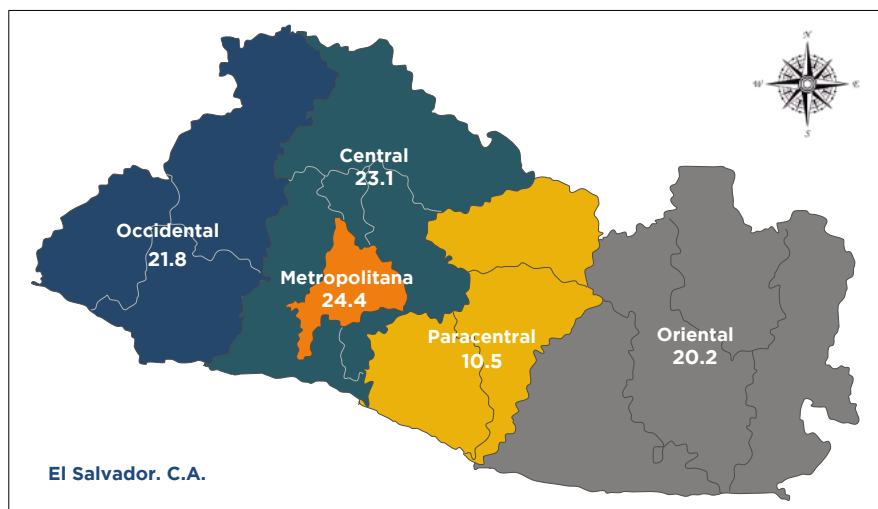 N
W
E
S
Central
23.1
Occidental
21.8
Metropolitana
24.4
Paracentral
10.5
Oriental
20.2
El Salvador. C.A.